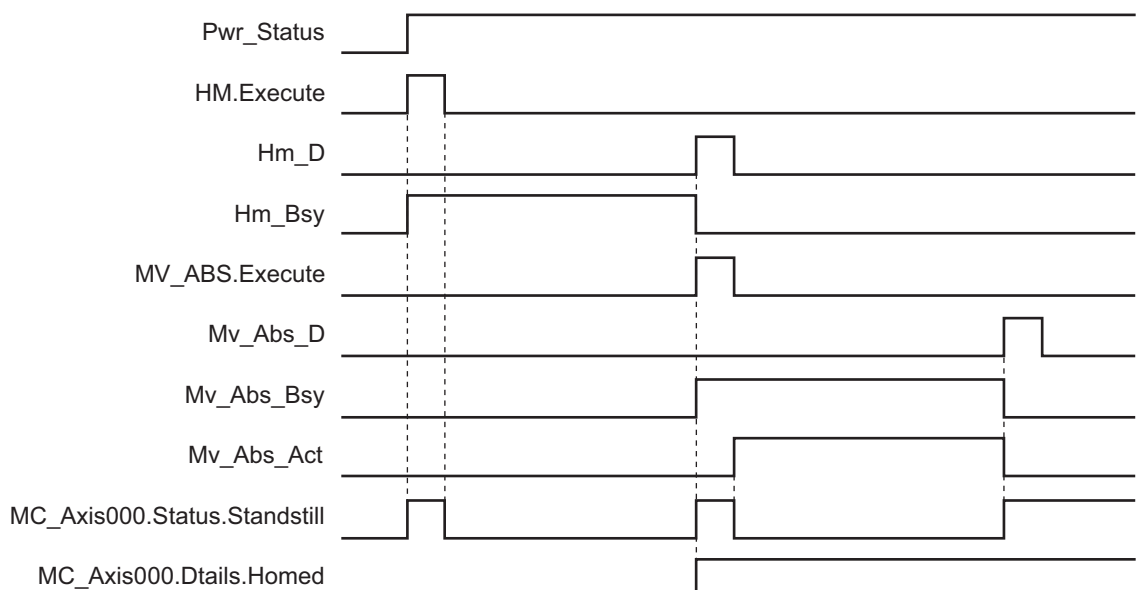 Pwr_Status
HM.Execute
Hm_D
Hm_Bsy
MV_ABS.Execute
Mv_Abs_D
Mv_Abs_Bsy
Mv_Abs_Act
MC_Axis000.Status.Standstill
MC_Axis000.Dtails.Homed